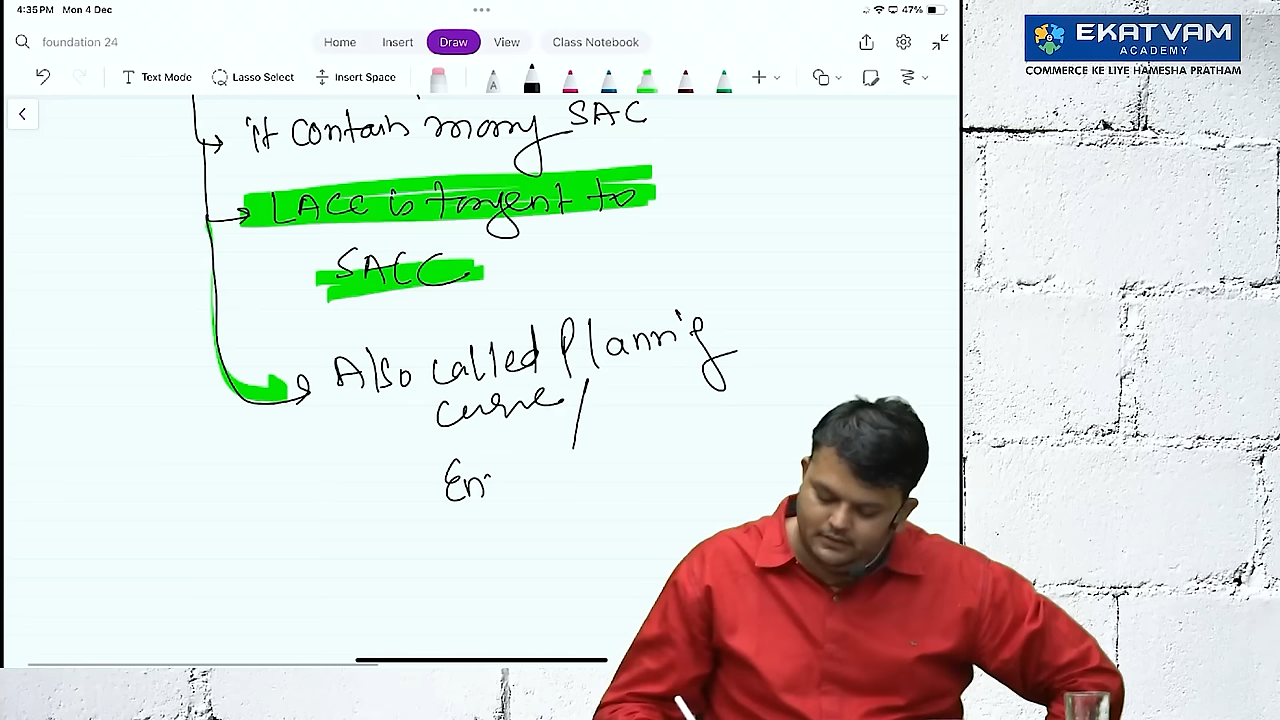 4:35 PM Mon 4 Dec
47%
foundation 24
Home Insert Draw View Class Notebook
Text Mode Lasso Select Insert Space
EKATVAM
ACADEMY
COMMERCE KE LIYE HAMESHA PRATHAM
it contain many SAC
LACC is tangent to
SACC
Also called Planning
curve /
En